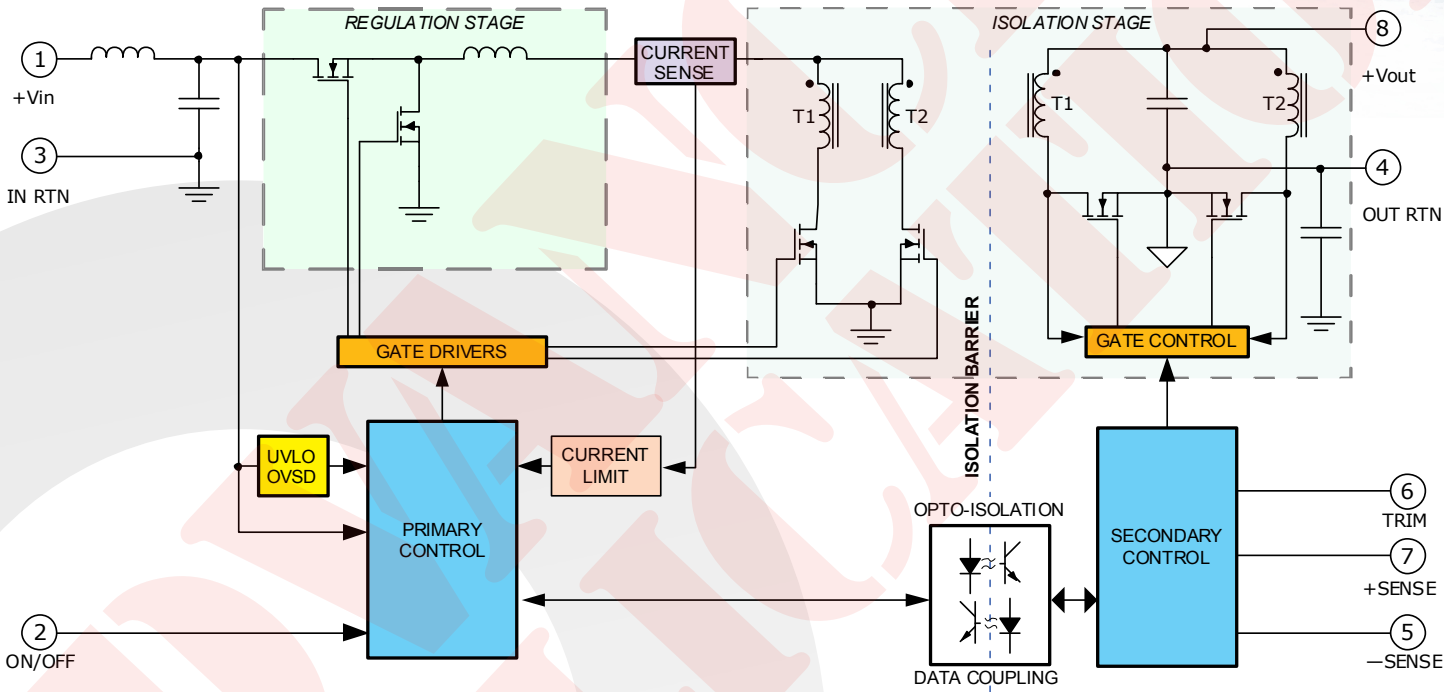 REGULATION STAGE
ISOLATION STAGE
1
+Vin
3
IN RTN
CURRENT
SENSE
T1
T2
T1
T2
8
+Vout
4
OUT RTN
GATE DRIVERS
GATE CONTROL
ISOLATION BARRIER
UVLO
OVSD
PRIMARY
CONTROL
CURRENT
LIMIT
OPTO-ISOLATION
DATA COUPLING
SECONDARY
CONTROL
6
TRIM
7
+SENSE
5
—SENSE
2
ON/OFF